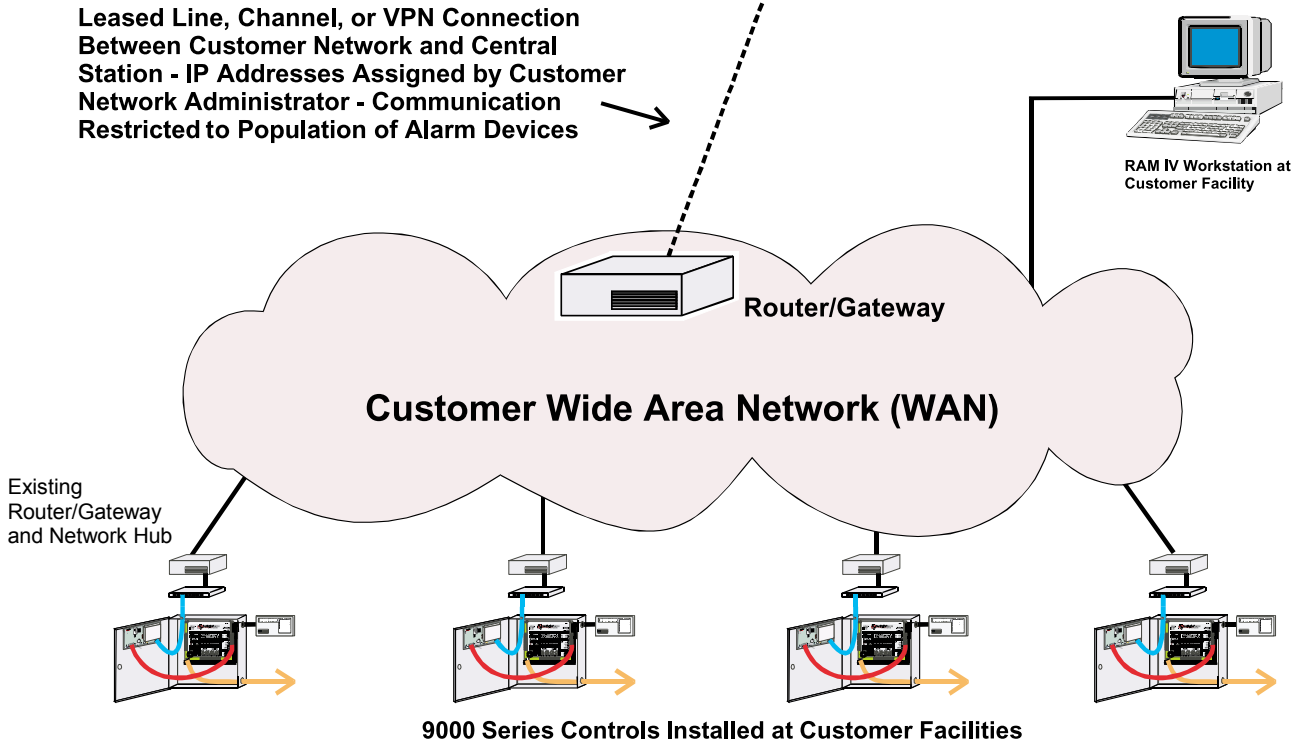 Leased Line, Channel, or VPN Connection
Between Customer Network and Central
Station - IP Addresses Assigned by Customer
Network Administrator - Communication
Restricted to Population of Alarm Devices
RAM IV Workstation at
Customer Facility
Router/Gateway
Customer Wide Area Network (WAN)
Existing
Router/Gateway
and Network Hub
9000 Series Controls Installed at Customer Facilities